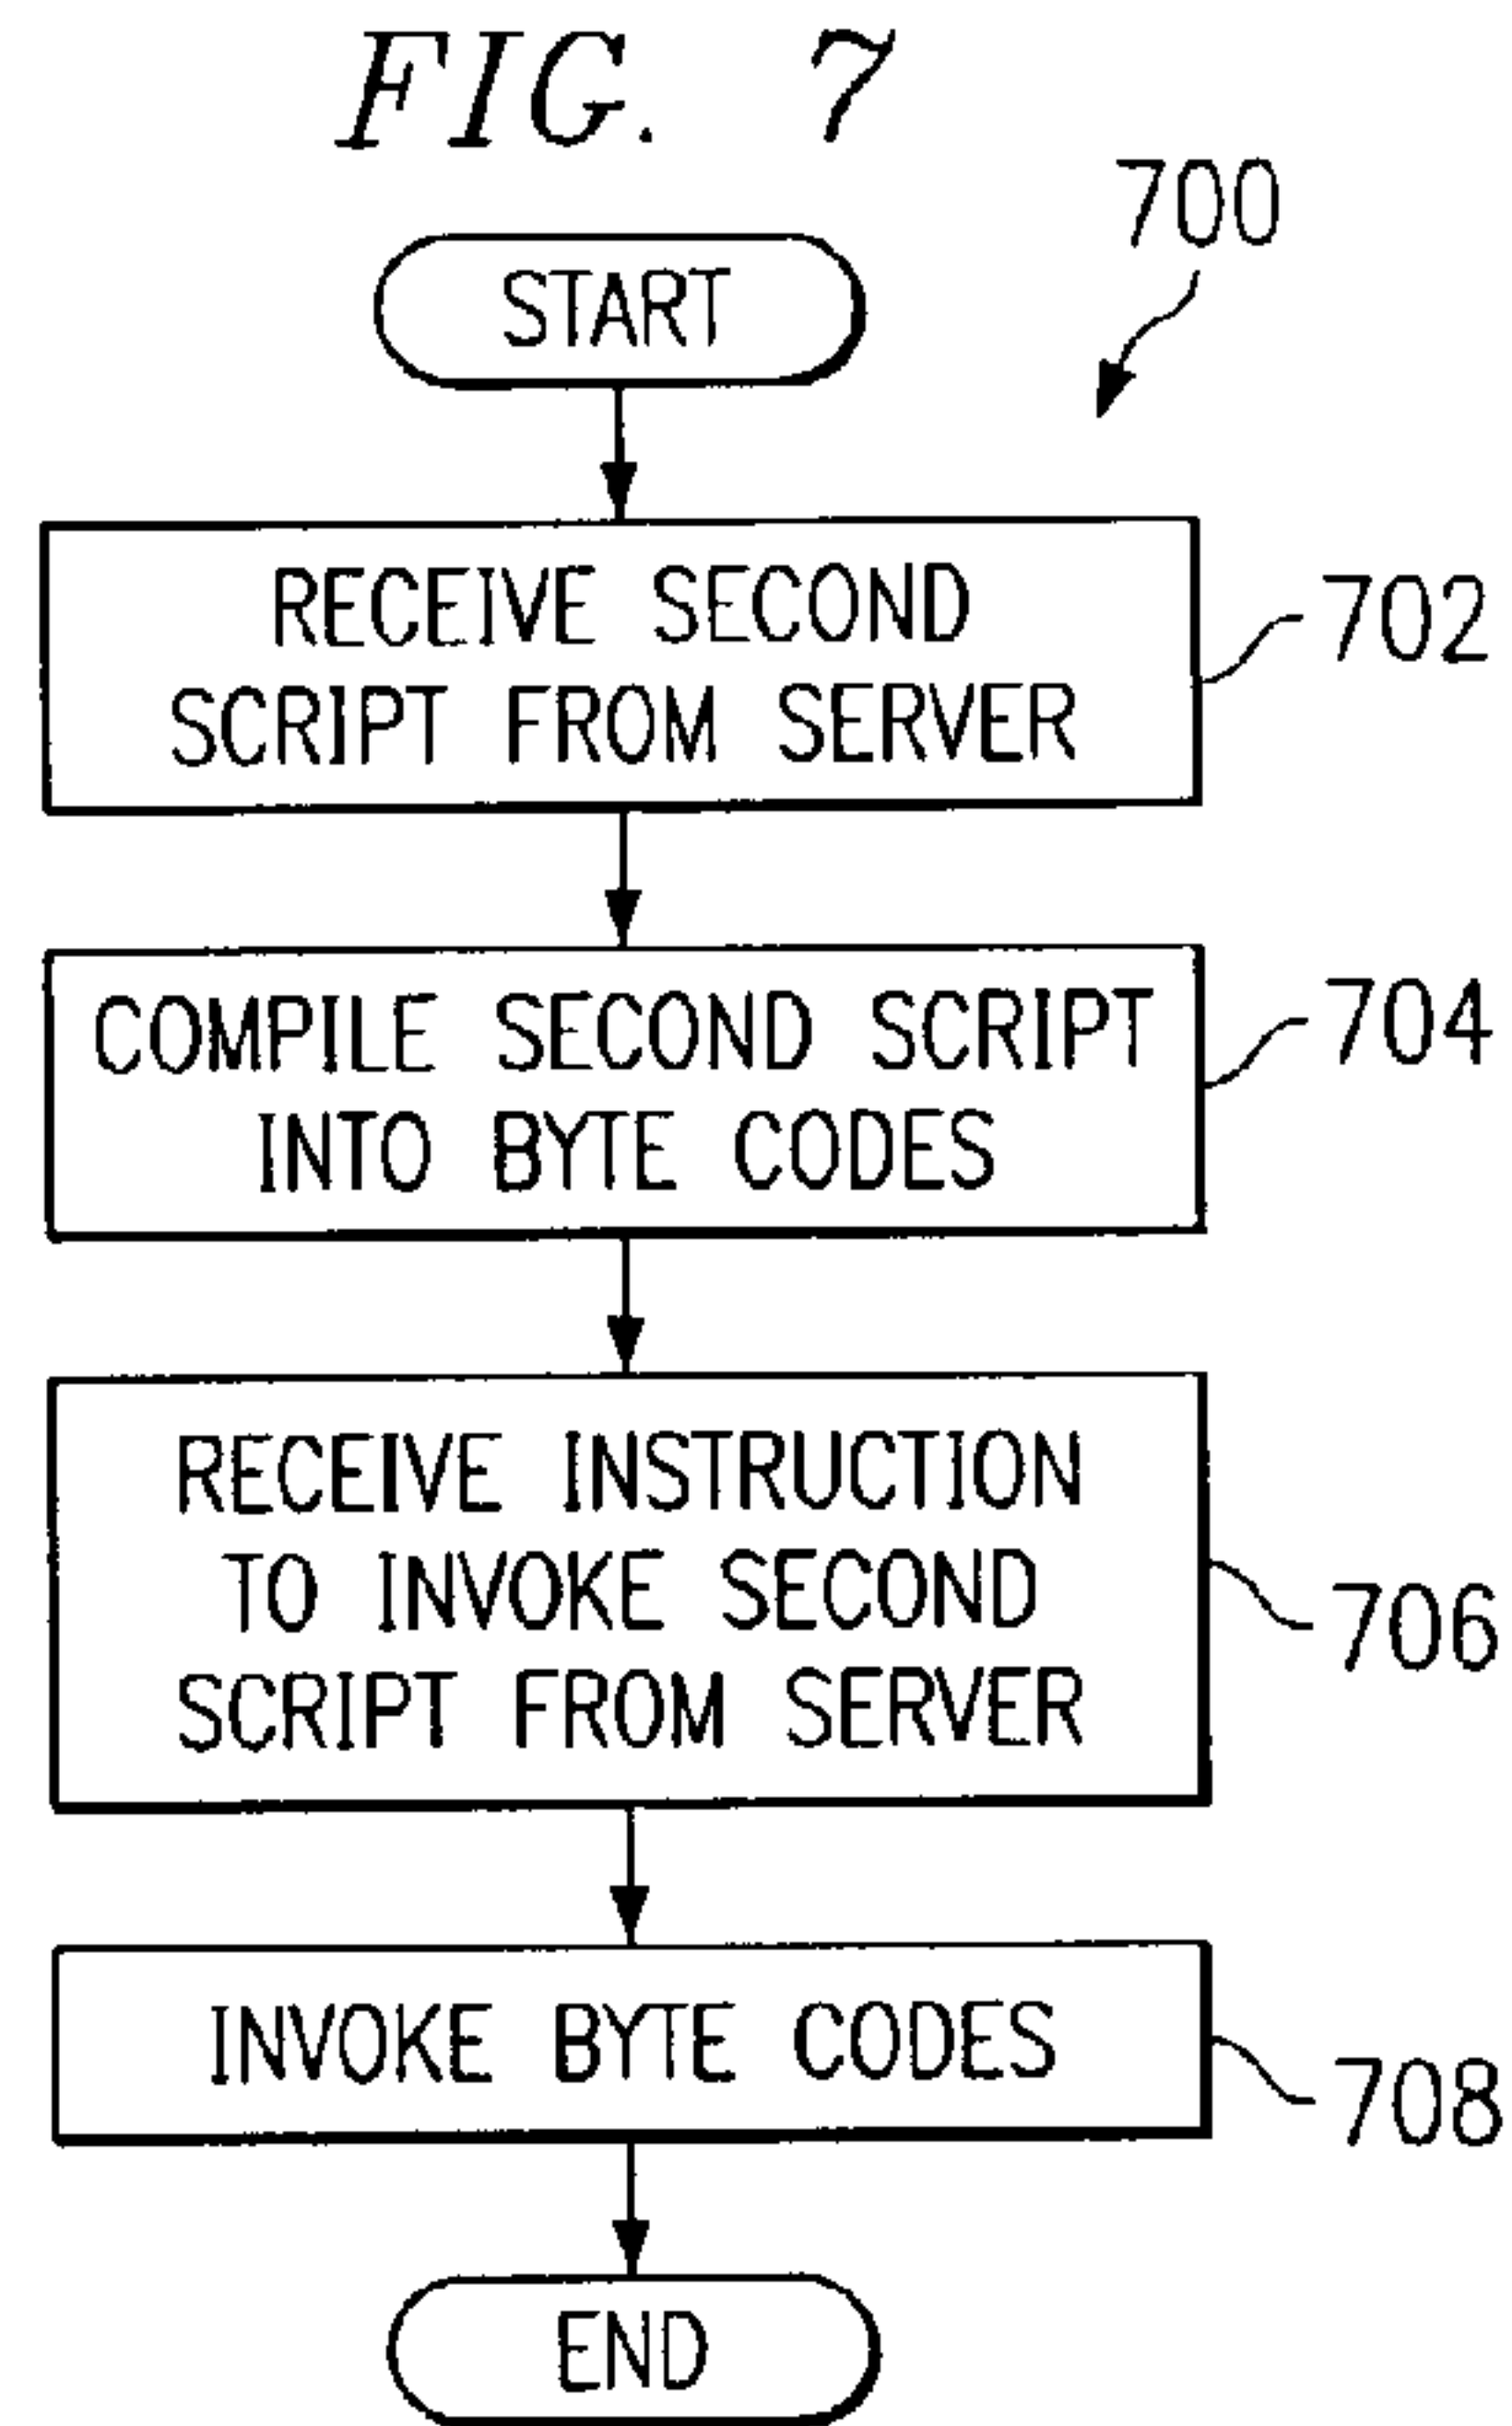 FIG. 7
700
START
RECEIVE SECOND
SCRIPT FROM SERVER
702
COMPILE SECOND SCRIPT
INTO BYTE CODES
704
RECEIVE INSTRUCTION
TO INVOKE SECOND
SCRIPT FROM SERVER
706
INVOKE BYTE CODES
708
END